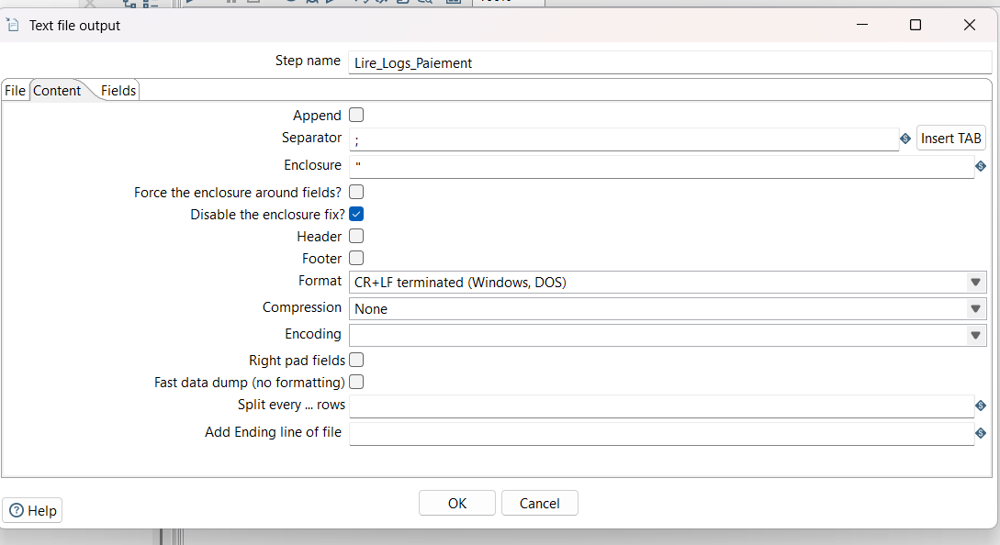 Text file output
Step name Lire_Logs_Paiement
File Content Fields
Append
Separator ; Insert TAB
Enclosure "
Force the enclosure around fields?
Disable the enclosure fix?
Header
Footer
Format CR+LF terminated (Windows, DOS)
Compression None
Encoding
Right pad fields
Fast data dump (no formatting)
Split every ... rows
Add Ending line of file
OK Cancel
Help